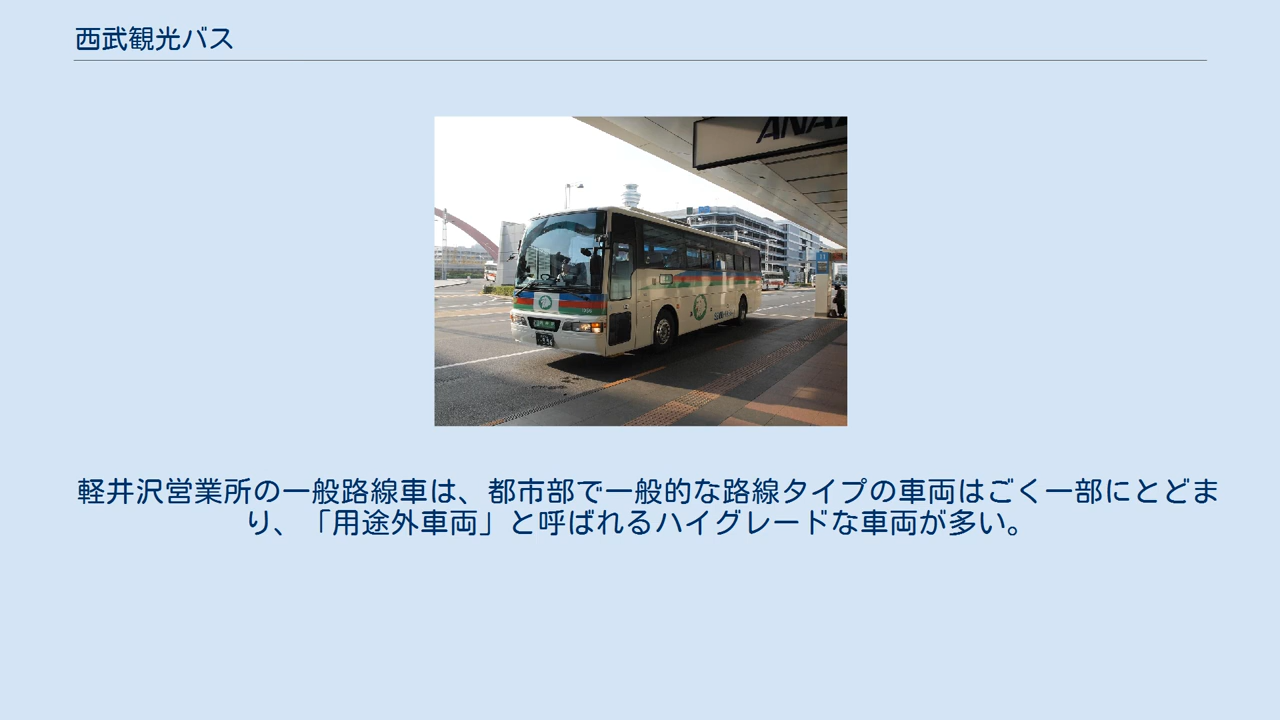 西武観光バス
ANA
軽井沢営業所の一般路線車は、都市部で一般的な路線タイプの車両はごく一部にとどま
り、「用途外車両」と呼ばれるハイグレードな車両が多い。